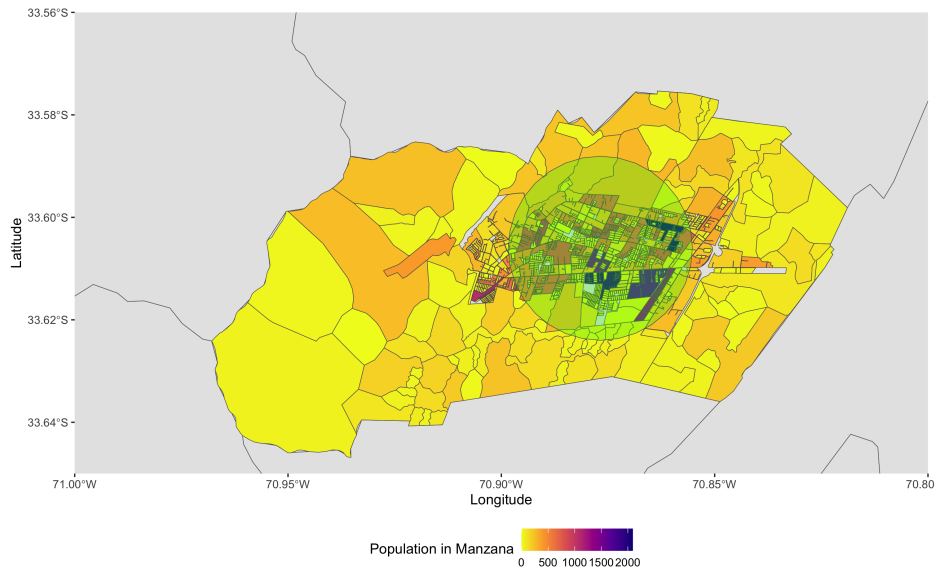 33.56°S
33.58°S
33.60°S
33.62°S
33.64°S
Latitude
71.00°W 70.95°W 70.90°W 70.85°W 70.80
Longitude
Population in Manzana
0 500 1000 1500 2000